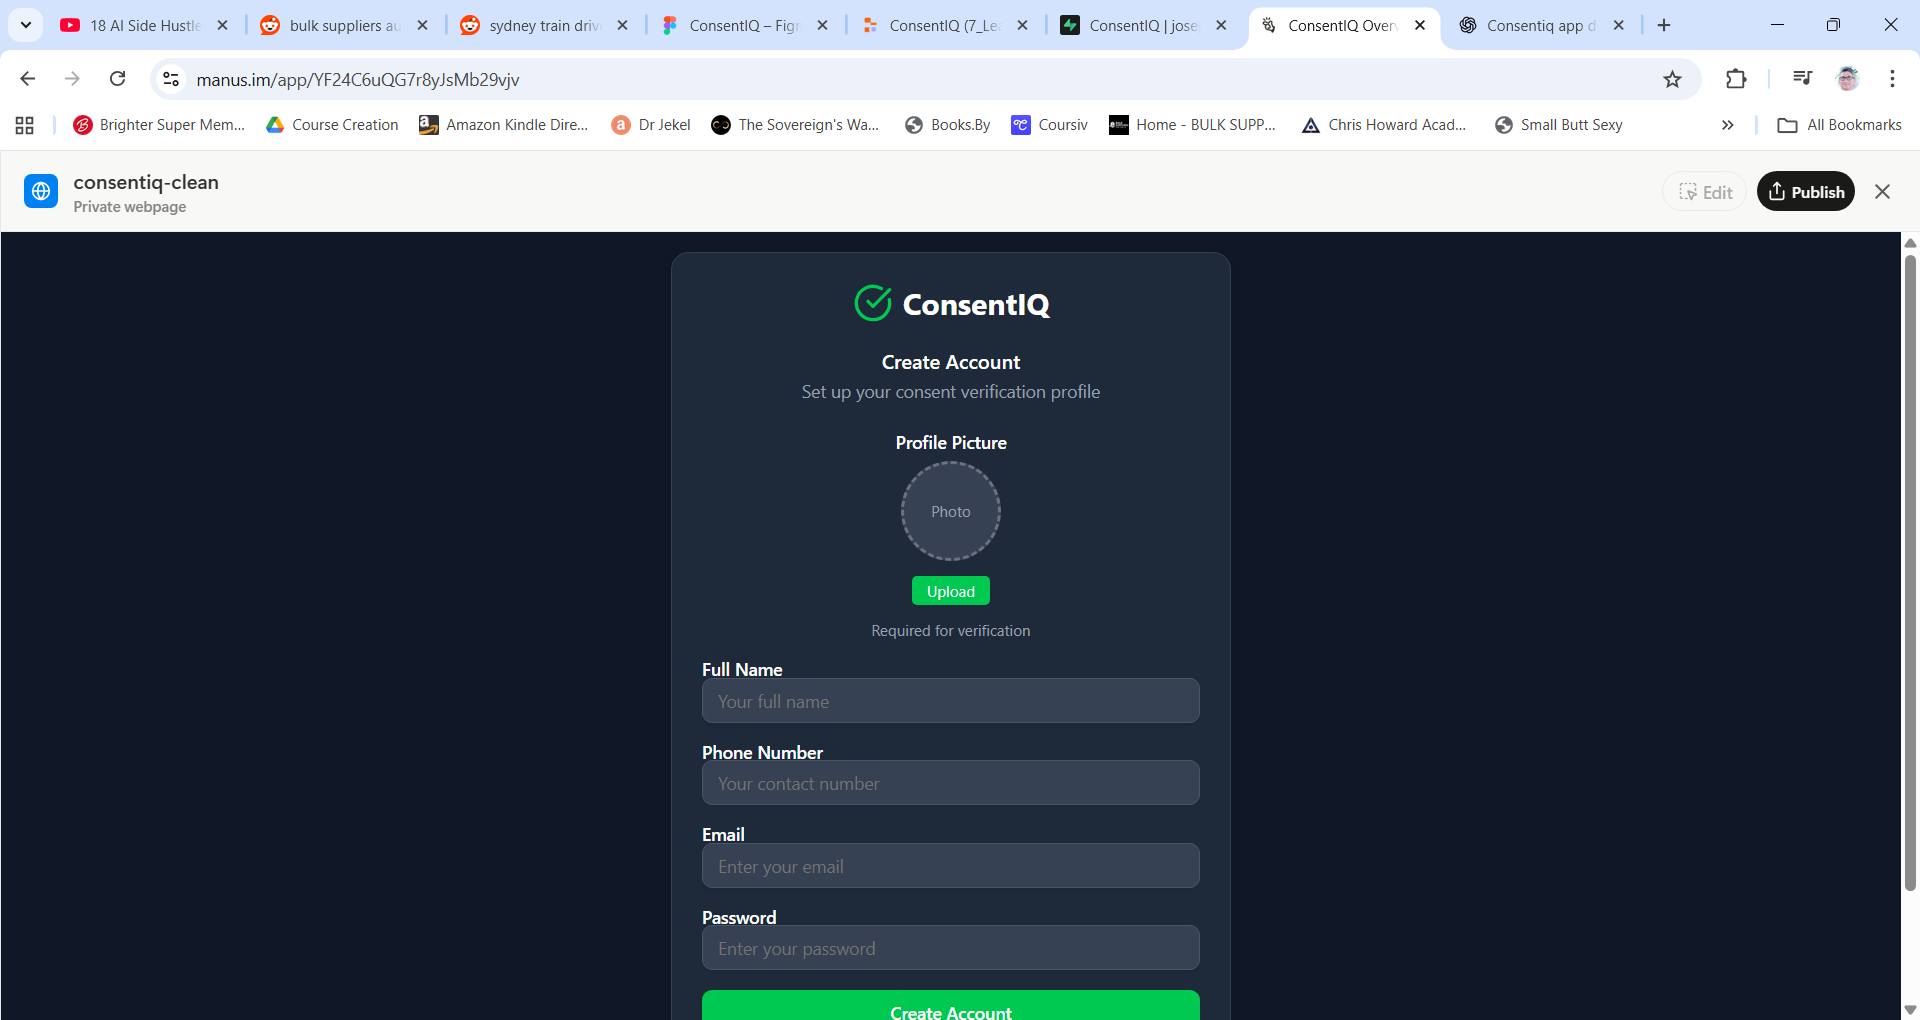 18 AI Side Hustle
bulk suppliers au
sydney train driv
ConsentIQ – Fig
ConsentIQ (7_Le
ConsentIQ | jose
ConsentIQ Over
Consentiq app d
manus.im/app/YF24C6uQG7r8yJsMb29vjv
Brighter Super Mem...
Course Creation
Amazon Kindle Dire...
Dr Jekel
The Sovereign's Wa...
Books.By
Coursiv
Home - BULK SUPP...
Chris Howard Acad...
Small Butt Sexy
All Bookmarks
consentiq-clean
Private webpage
Edit
Publish
ConsentIQ
Create Account
Set up your consent verification profile
Profile Picture
Photo
Upload
Required for verification
Full Name
Your full name
Phone Number
Your contact number
Email
Enter your email
Password
Enter your password
Create Account